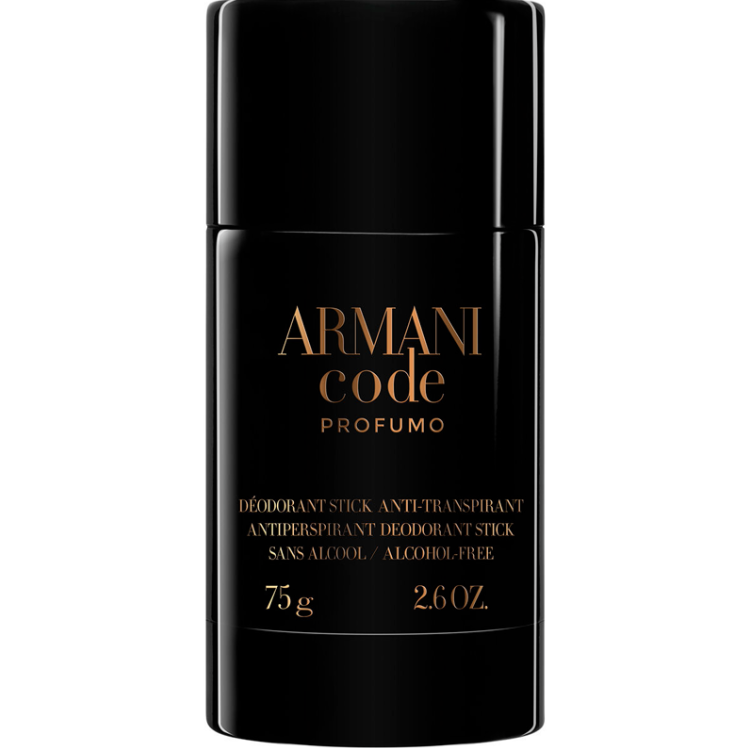 ARMANI
code
PROFUMO
DÉODORANT STICK ANTI-TRANSPIRANT
ANTIPERSPIRANT DEODORANT STICK
SANS ALCOOL / ALCOHOL-FREE
75 g 2.6 OZ.